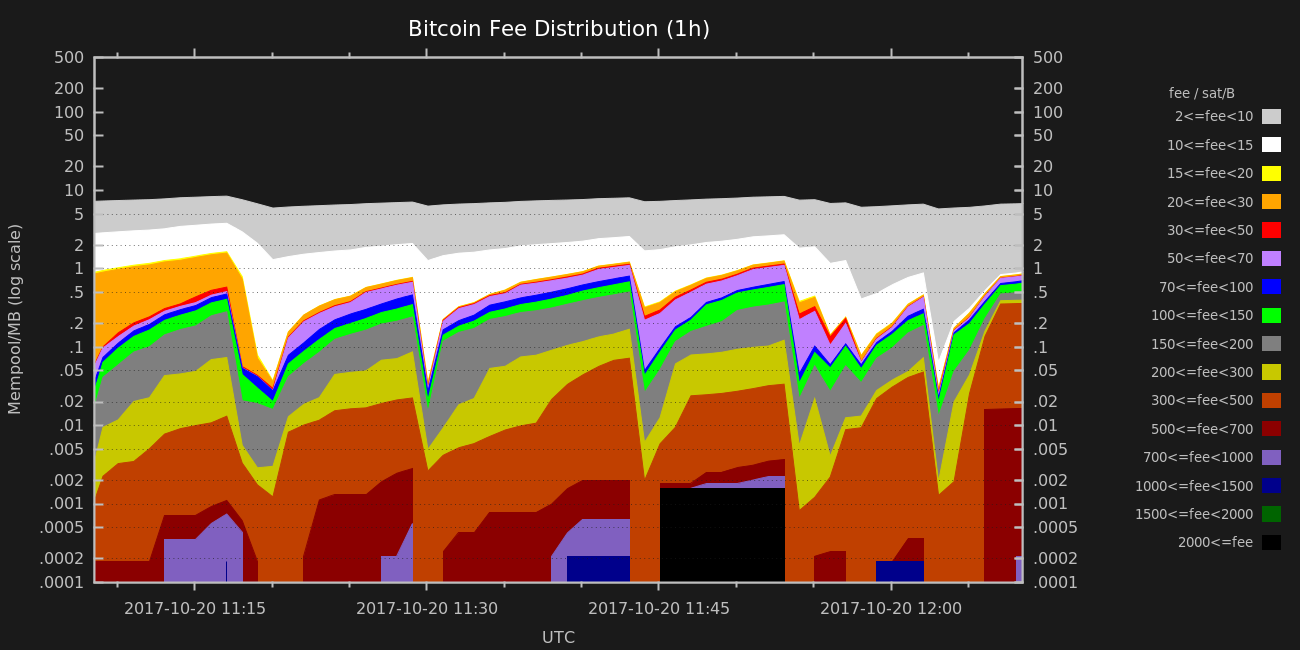 Bitcoin Fee Distribution (1h)
Mempool/MB (log scale)
500
200
100
50
20
10
5
2
1
.5
.2
.1
.05
.02
.01
.005
.002
.001
.0005
.0002
.0001
500
200
100
50
20
10
5
2
1
.5
.2
.1
.05
.02
.01
.005
.002
.001
.0005
.0002
.0001
2017-10-20 11:15
2017-10-20 11:30
2017-10-20 11:45
2017-10-20 12:00
UTC
fee / sat/B
2<=fee<10
10<=fee<15
15<=fee<20
20<=fee<30
30<=fee<50
50<=fee<70
70<=fee<100
100<=fee<150
150<=fee<200
200<=fee<300
300<=fee<500
500<=fee<700
700<=fee<1000
1000<=fee<1500
1500<=fee<2000
2000<=fee